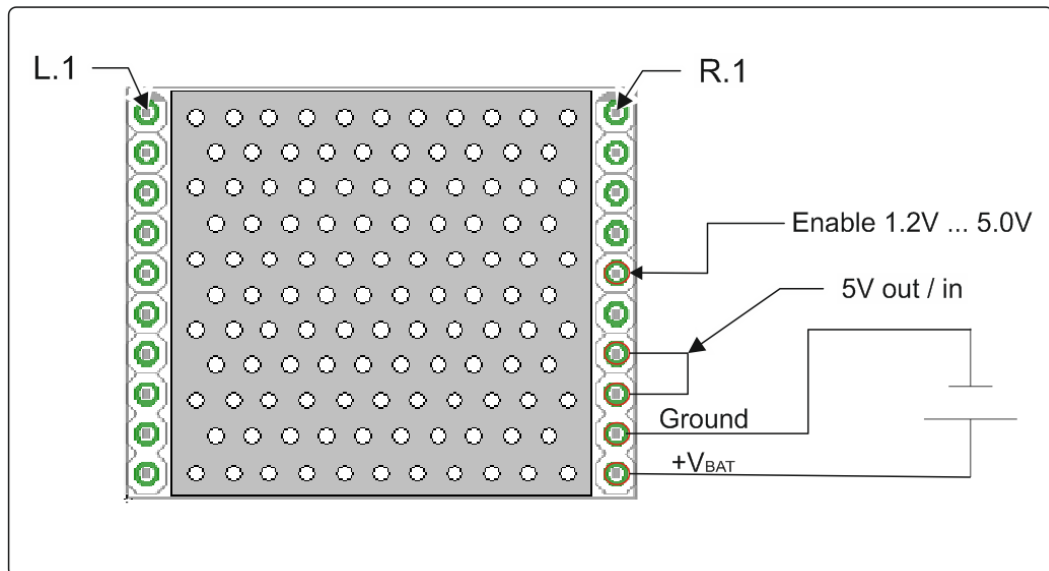 L.1
R.1
Enable 1.2V ... 5.0V
5V out / in
Ground
+VBAT